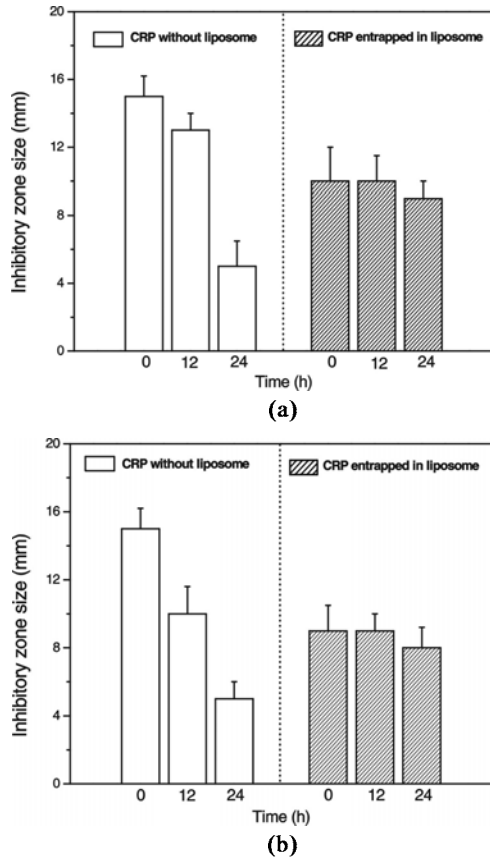 20
16
12
8
4
0
Inhibitory zone size (mm)
CRP without liposome
CRP entrapped in liposome
0 12 24 0 12 24
Time (h)
(a)
20
16
12
8
4
0
Inhibitory zone size (mm)
CRP without liposome
CRP entrapped in liposome
0 12 24 0 12 24
Time (h)
(b)